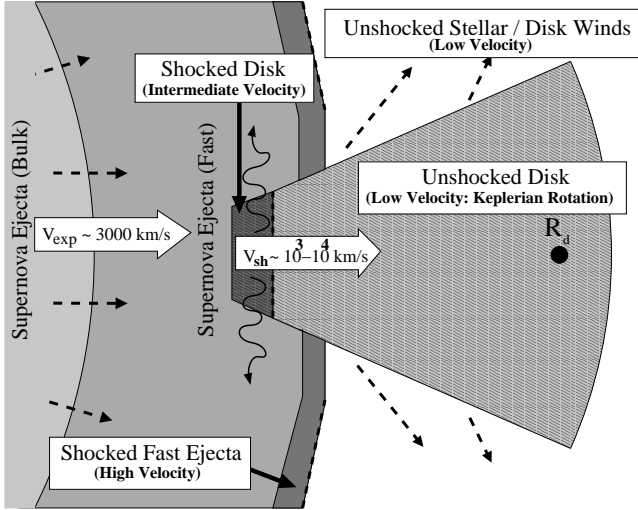 Unshocked Stellar / Disk Winds
(Low Velocity)
Shocked Disk
(Intermediate Velocity)
Supernova Ejecta (Bulk)
Supernova Ejecta (Fast)
Unshocked Disk
(Low Velocity: Keplerian Rotation)
R_d
V_exp ~ 3000 km/s
V_sh ~ 10^3–10^4 km/s
Shocked Fast Ejecta
(High Velocity)